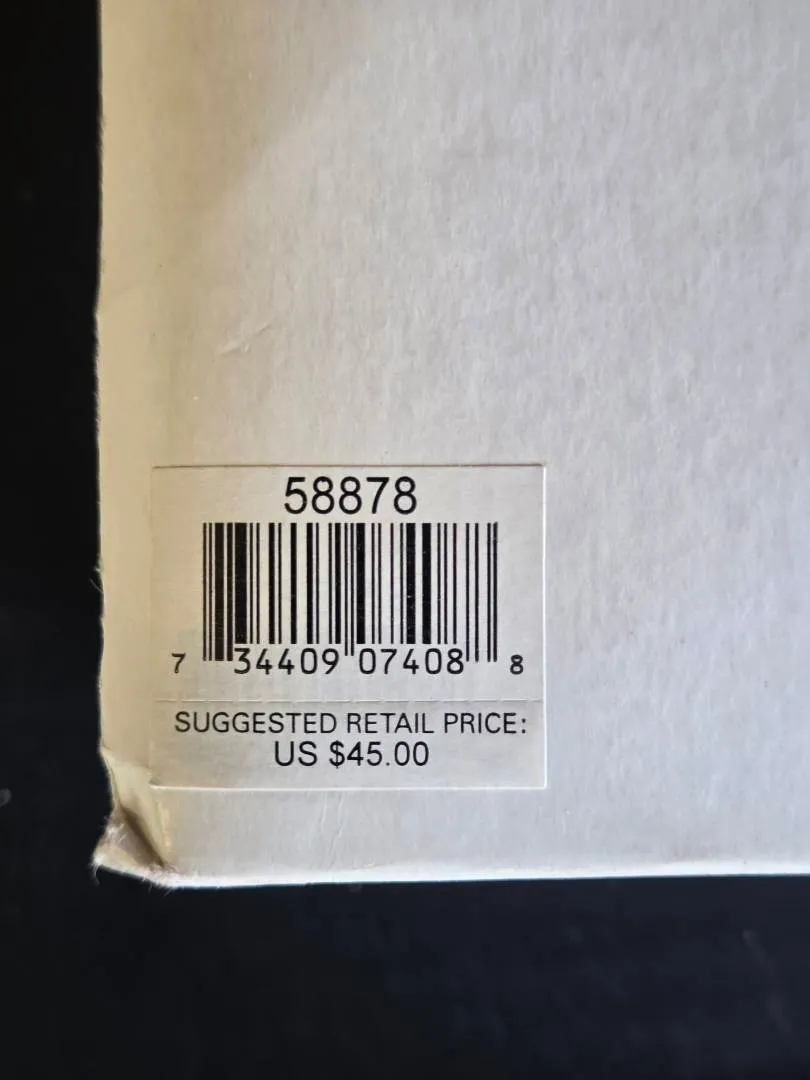 58878
7 34409 07408 8
SUGGESTED RETAIL PRICE:
US $45.00